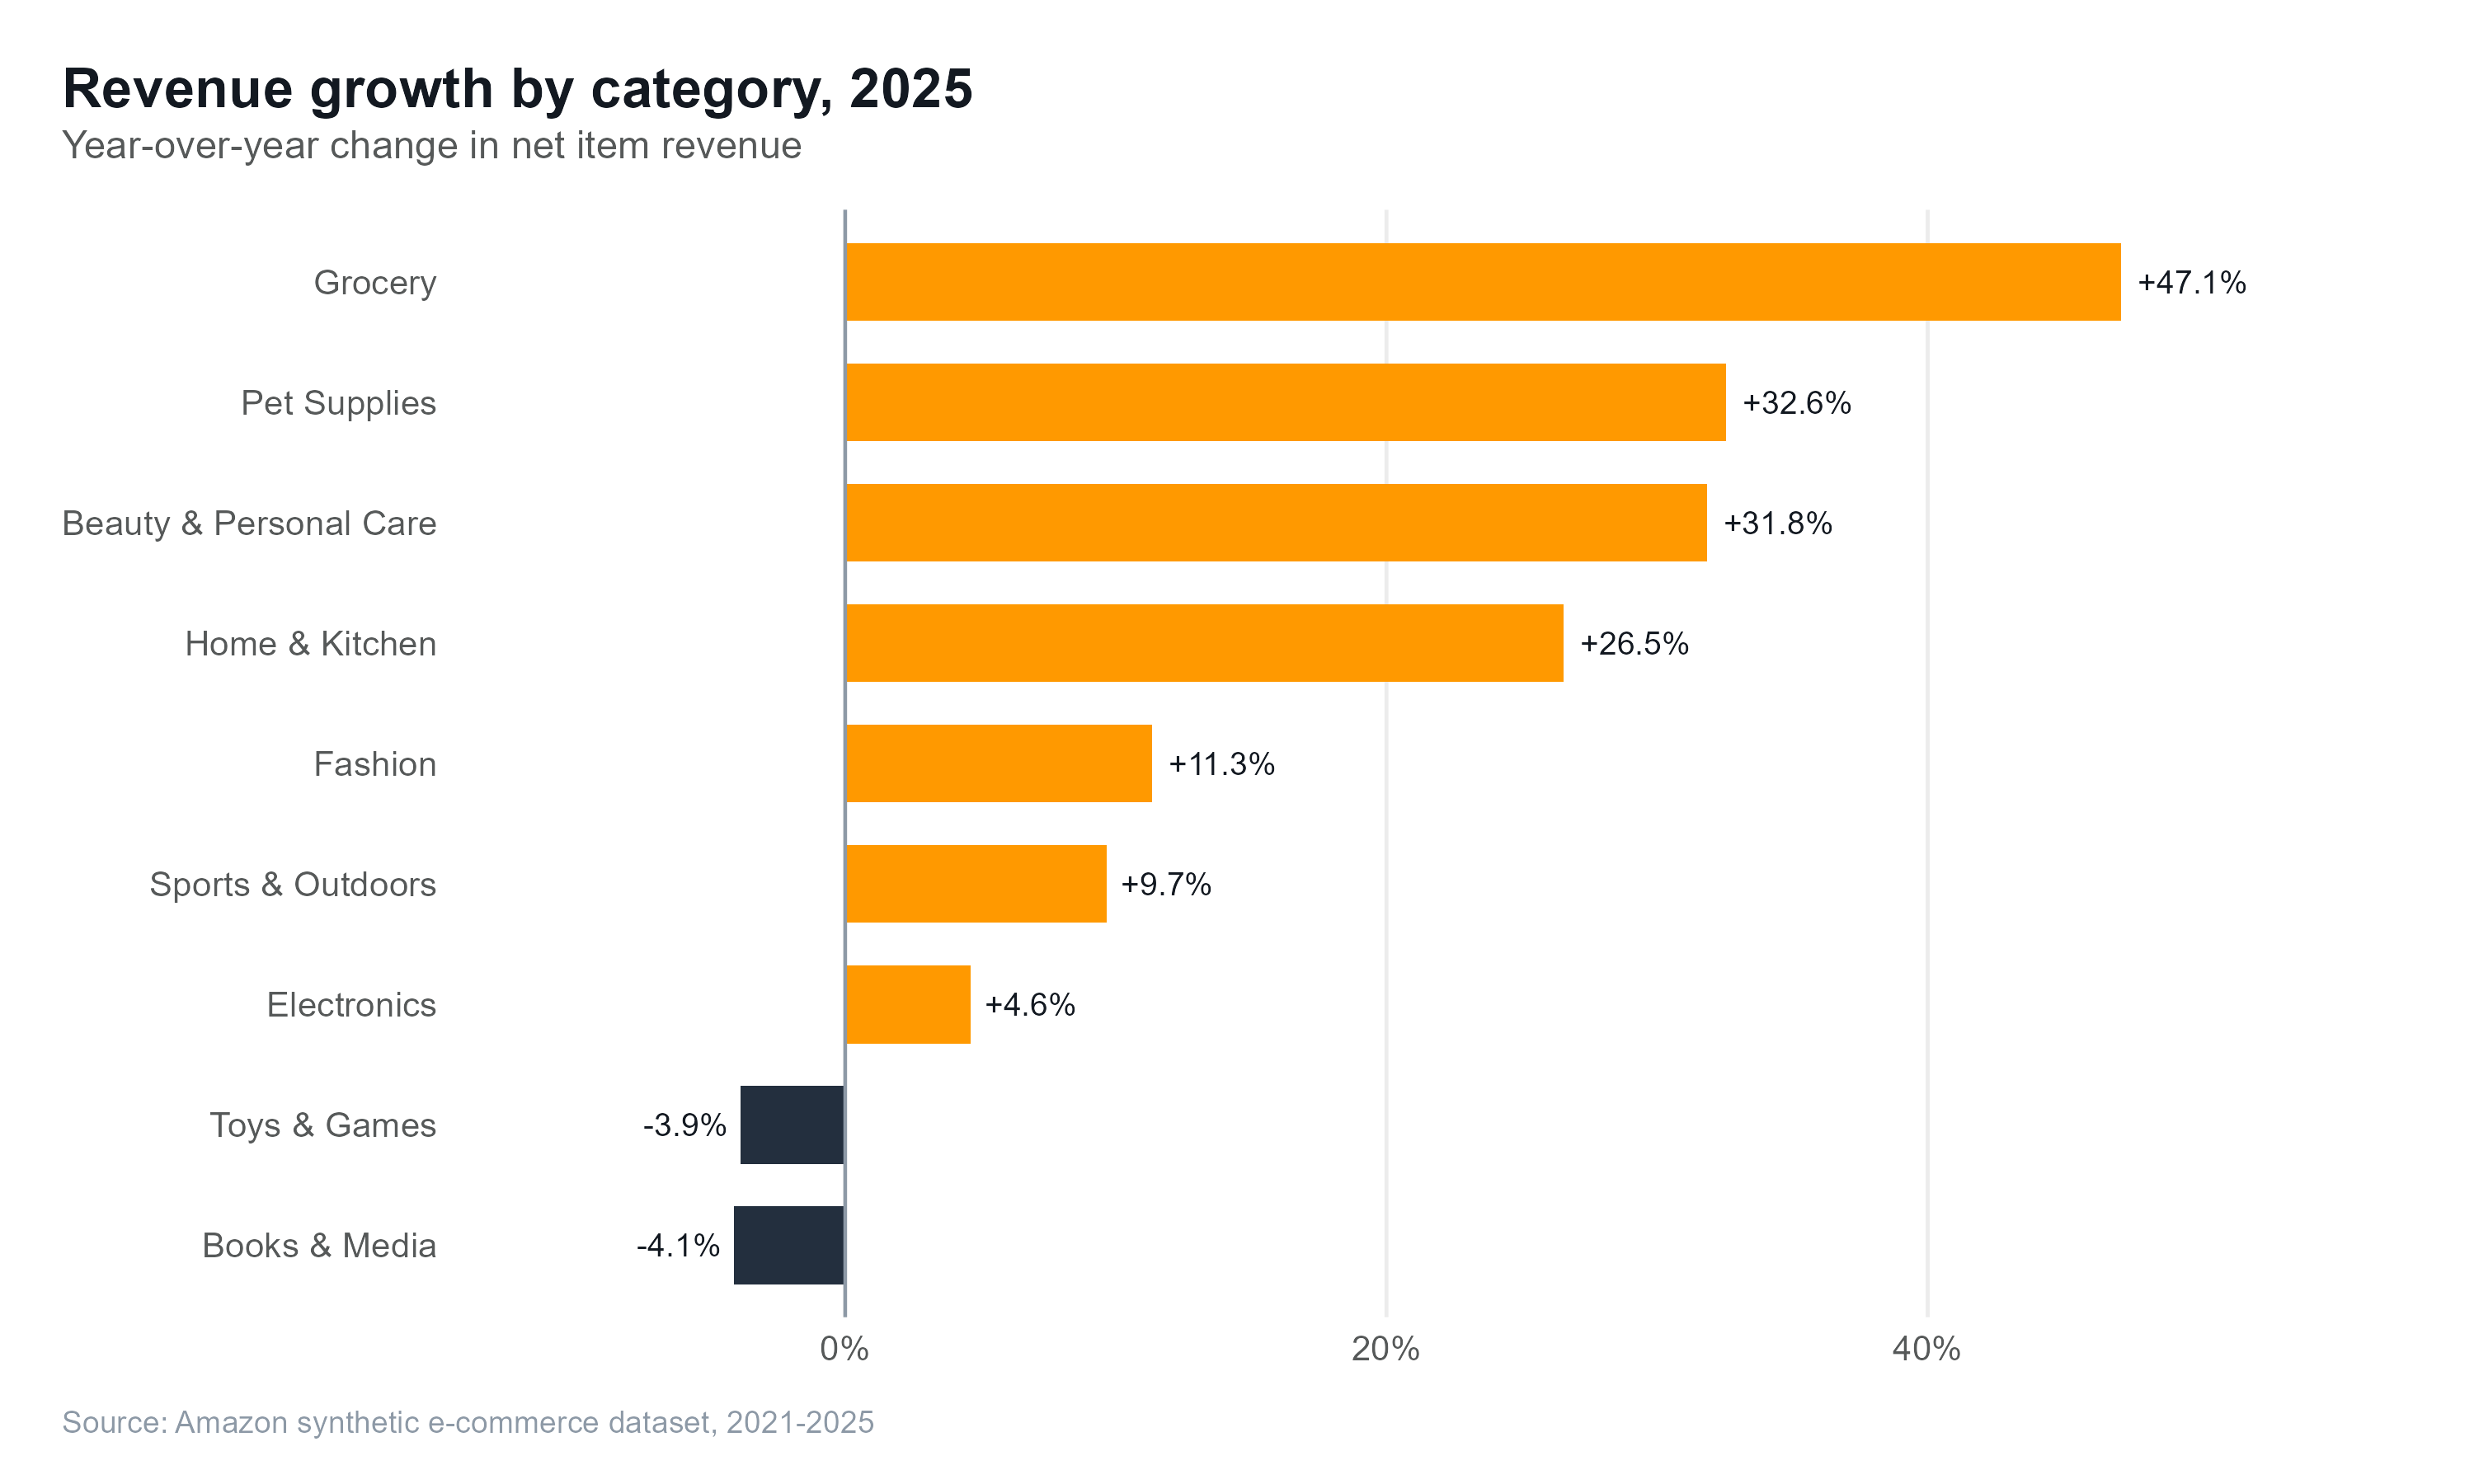 Revenue growth by category, 2025
Year-over-year change in net item revenue
Grocery +47.1%
Pet Supplies +32.6%
Beauty & Personal Care +31.8%
Home & Kitchen +26.5%
Fashion +11.3%
Sports & Outdoors +9.7%
Electronics +4.6%
Toys & Games -3.9%
Books & Media -4.1%
0% 20% 40%
Source: Amazon synthetic e-commerce dataset, 2021-2025